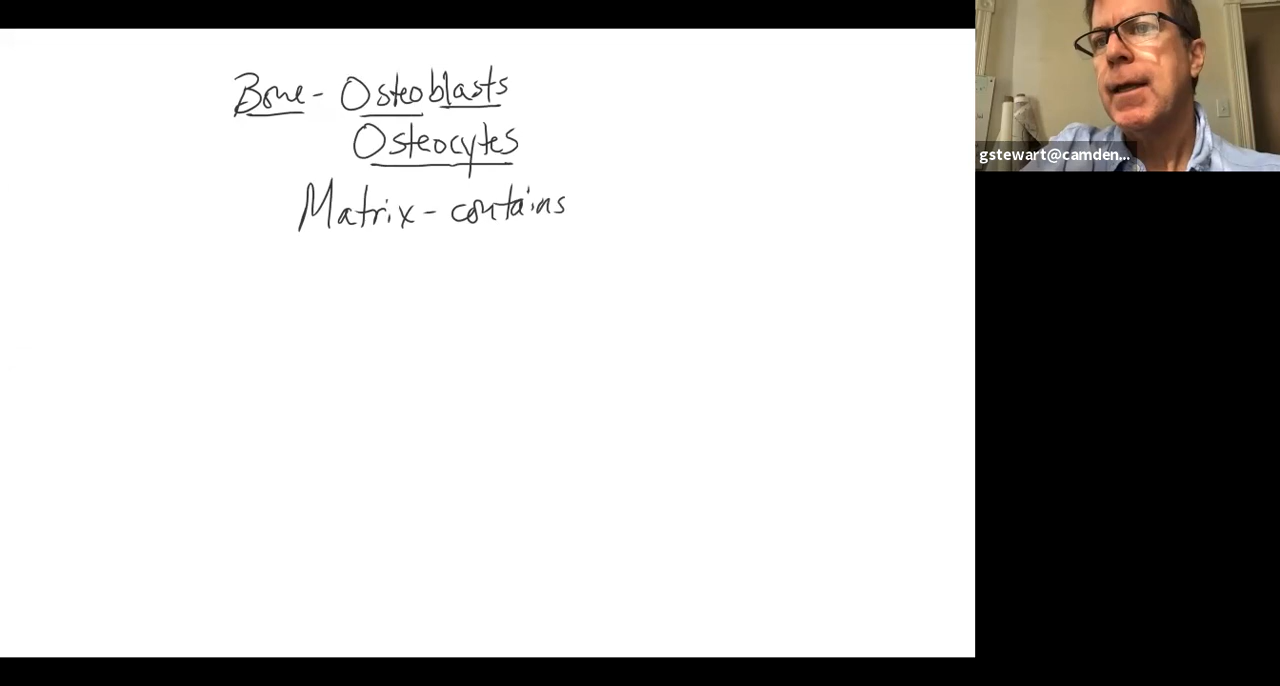 Bone - Osteoblasts
Osteocytes
Matrix - contains
gstewart@camden...